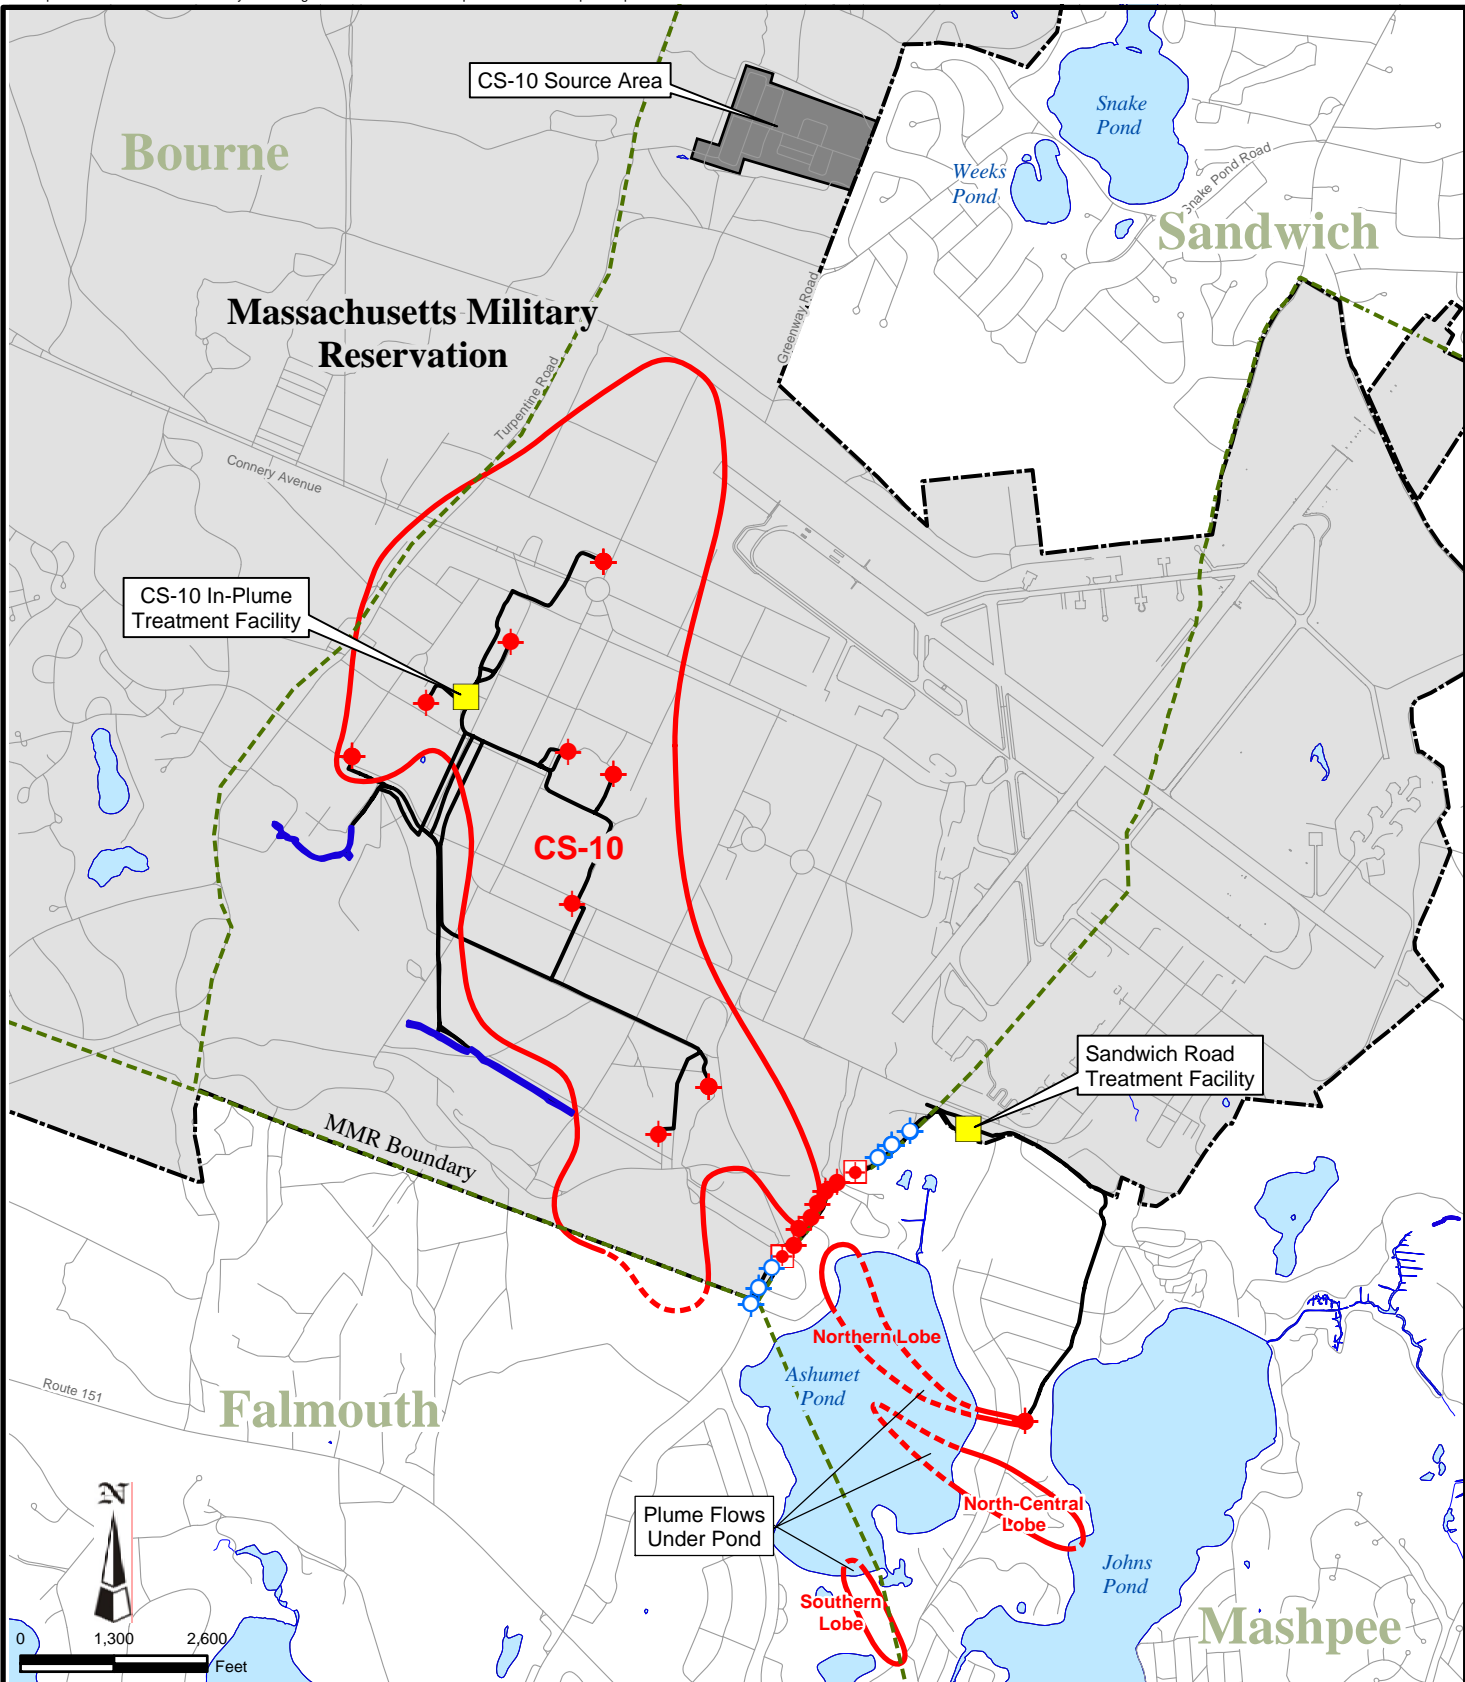 CS-10 Source Area
Snake
Pond
Bourne
Weeks
Pond
Snake Pond Road
Sandwich
Massachusetts Military
Reservation
Greenway Road
Turpentine Road
Connery Avenue
CS-10 In-Plume
Treatment Facility
CS-10
Sandwich Road
Treatment Facility
MMR Boundary
Northern Lobe
Ashumet
Pond
Route 151
Falmouth
N
North-Central
Lobe
Plume Flows
Under Pond
Johns
Pond
Southern
Lobe
Mashpee
0 1,300 2,600
Feet